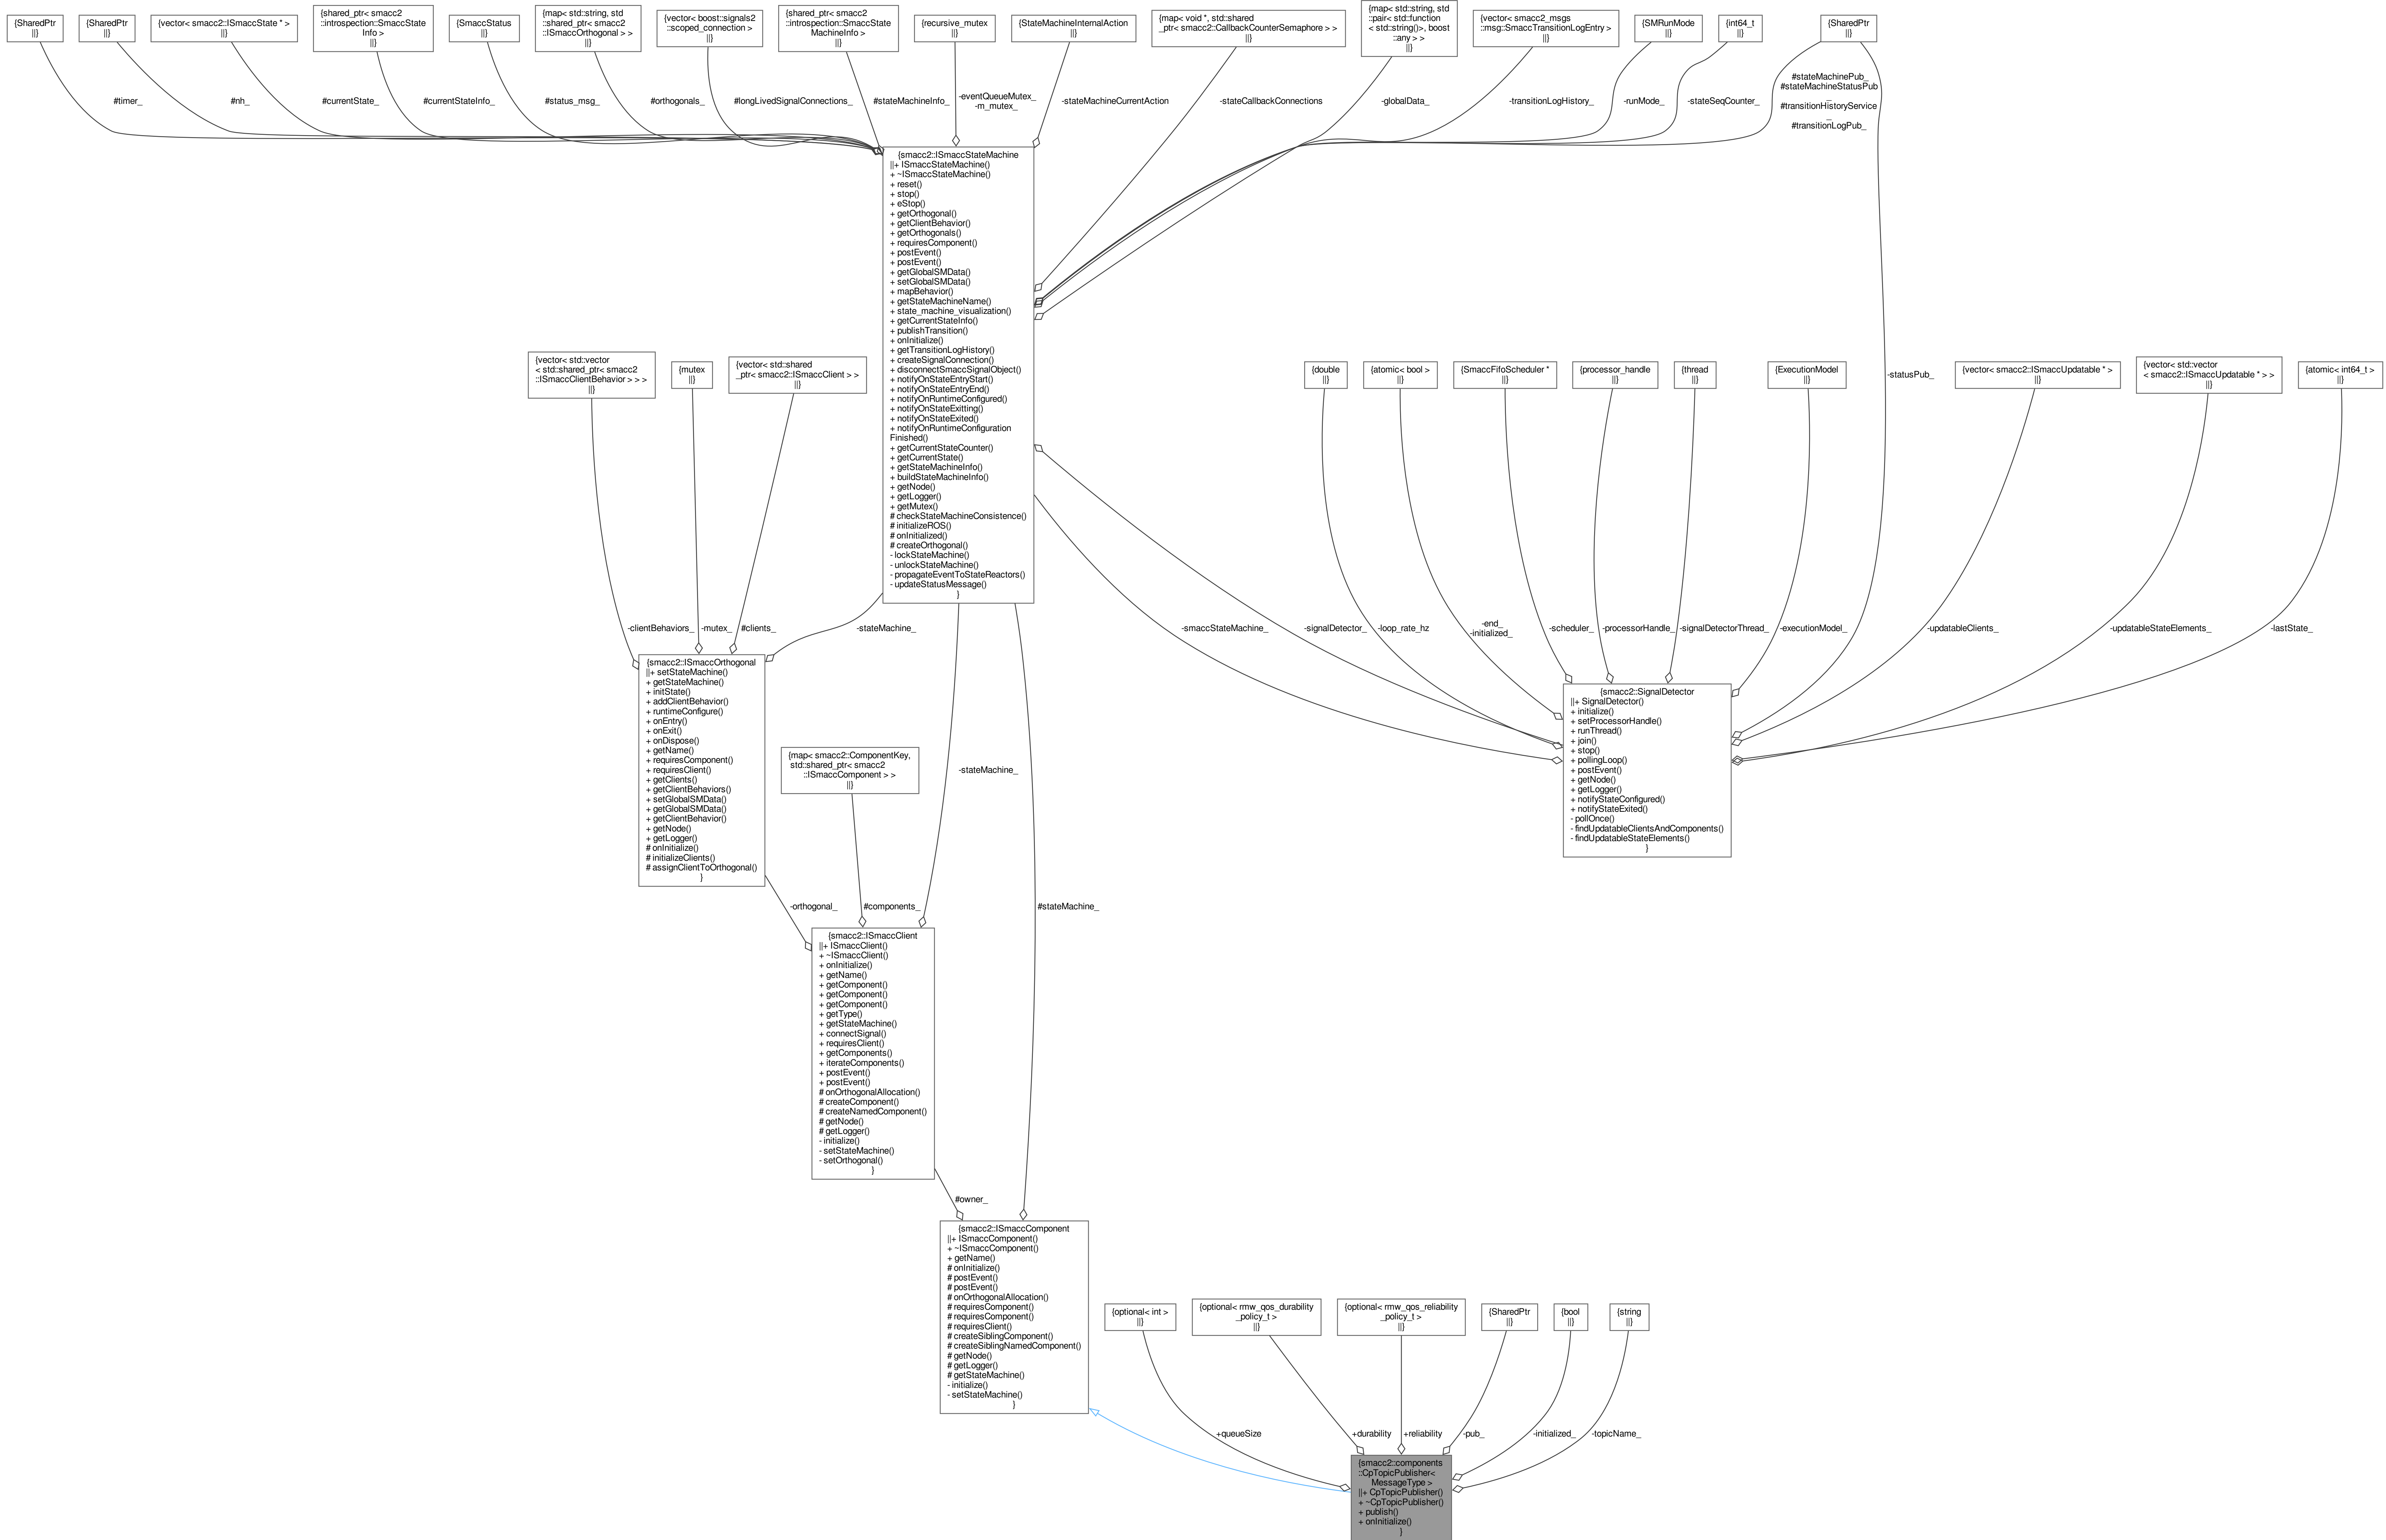 {SharedPtr
||}
{SharedPtr
||}
{vector< smacc2::ISmaccState * >
||}
{shared_ptr< smacc2
::introspection::SmaccState
Info >
||}
{SmaccStatus
||}
{map< std::string, std
::shared_ptr< smacc2
::ISmaccOrthogonal > >
||}
{vector< boost::signals2
::scoped_connection >
||}
{shared_ptr< smacc2
::introspection::SmaccState
MachineInfo >
||}
{recursive_mutex
||}
{StateMachineInternalAction
||}
{map< void *, std::shared
_ptr< smacc2::CallbackCounterSemaphore > >
||}
{map< std::string, std
::pair< std::function
< std::string()>, boost
::any > >
||}
{vector< smacc2_msgs
::msg::SmaccTransitionLogEntry >
||}
{SMRunMode
||}
{int64_t
||}
{SharedPtr
||}
#timer_
#nh_
#currentState_
#currentStateInfo_
#status_msg_
#orthogonals_
#longLivedSignalConnections_
#stateMachineInfo_
-eventQueueMutex_
-m_mutex_
-stateMachineCurrentAction
-stateCallbackConnections
-globalData_
-transitionLogHistory_
-runMode_
-stateSeqCounter_
#stateMachinePub_
#stateMachineStatusPub
_
#transitionHistoryService
_
#transitionLogPub_
{smacc2::ISmaccStateMachine
||+ ISmaccStateMachine()
+ ~ISmaccStateMachine()
+ reset()
+ stop()
+ eStop()
+ getOrthogonal()
+ getClientBehavior()
+ getOrthogonals()
+ requiresComponent()
+ postEvent()
+ postEvent()
+ getGlobalSMData()
+ setGlobalSMData()
+ mapBehavior()
+ getStateMachineName()
+ state_machine_visualization()
+ getCurrentStateInfo()
+ publishTransition()
+ onInitialize()
+ getTransitionLogHistory()
+ createSignalConnection()
+ disconnectSmaccSignalObject()
+ notifyOnStateEntryStart()
+ notifyOnStateEntryEnd()
+ notifyOnRuntimeConfigured()
+ notifyOnStateExitting()
+ notifyOnStateExited()
+ notifyOnRuntimeConfiguration
Finished()
+ getCurrentStateCounter()
+ getCurrentState()
+ getStateMachineInfo()
+ buildStateMachineInfo()
+ getNode()
+ getLogger()
+ getMutex()
# checkStateMachineConsistence()
# initializeROS()
# onInitialized()
# createOrthogonal()
- lockStateMachine()
- unlockStateMachine()
- propagateEventToStateReactors()
- updateStatusMessage()
}
{vector< std::vector
< std::shared_ptr< smacc2
::ISmaccClientBehavior > > >
||}
{mutex
||}
{vector< std::shared
_ptr< smacc2::ISmaccClient > >
||}
{double
||}
{atomic< bool >
||}
{SmaccFifoScheduler *
||}
{processor_handle
||}
{thread
||}
{ExecutionModel
||}
-statusPub_
{vector< smacc2::ISmaccUpdatable * >
||}
{vector< std::vector
< smacc2::ISmaccUpdatable * > >
||}
{atomic< int64_t >
||}
-clientBehaviors_
-mutex_
#clients_
-stateMachine_
-smaccStateMachine_
-signalDetector_
-loop_rate_hz
-end_
-initialized_
-scheduler_
-processorHandle_
-signalDetectorThread_
-executionModel_
-updatableClients_
-updatableStateElements_
-lastState_
{smacc2::ISmaccOrthogonal
||+ setStateMachine()
+ getStateMachine()
+ initState()
+ addClientBehavior()
+ runtimeConfigure()
+ onEntry()
+ onExit()
+ onDispose()
+ getName()
+ requiresComponent()
+ requiresClient()
+ getClients()
+ getClientBehaviors()
+ setGlobalSMData()
+ getGlobalSMData()
+ getClientBehavior()
+ getNode()
+ getLogger()
# onInitialize()
# initializeClients()
# assignClientToOrthogonal()
}
{smacc2::SignalDetector
||+ SignalDetector()
+ initialize()
+ setProcessorHandle()
+ runThread()
+ join()
+ stop()
+ pollingLoop()
+ postEvent()
+ getNode()
+ getLogger()
+ notifyStateConfigured()
+ notifyStateExited()
- pollOnce()
- findUpdatableClientsAndComponents()
- findUpdatableStateElements()
}
{map< smacc2::ComponentKey,
std::shared_ptr< smacc2
::ISmaccComponent > >
||}
-stateMachine_
-orthogonal_
#components_
#stateMachine_
{smacc2::ISmaccClient
||+ ISmaccClient()
+ ~ISmaccClient()
+ onInitialize()
+ getName()
+ getComponent()
+ getComponent()
+ getComponent()
+ getType()
+ getStateMachine()
+ connectSignal()
+ requiresClient()
+ getComponents()
+ iterateComponents()
+ postEvent()
+ postEvent()
# onOrthogonalAllocation()
# createComponent()
# createNamedComponent()
# getNode()
# getLogger()
- initialize()
- setStateMachine()
- setOrthogonal()
}
#owner_
{smacc2::ISmaccComponent
||+ ISmaccComponent()
+ ~ISmaccComponent()
+ getName()
# onInitialize()
# postEvent()
# postEvent()
# onOrthogonalAllocation()
# requiresComponent()
# requiresComponent()
# requiresClient()
# createSiblingComponent()
# createSiblingNamedComponent()
# getNode()
# getLogger()
# getStateMachine()
- initialize()
- setStateMachine()
}
{optional< int >
||}
{optional< rmw_qos_durability
_policy_t >
||}
{optional< rmw_qos_reliability
_policy_t >
||}
{SharedPtr
||}
{bool
||}
{string
||}
+queueSize
+durability
+reliability
-pub_
-initialized_
-topicName_
{smacc2::components
::CpTopicPublisher<
MessageType >
||+ CpTopicPublisher()
+ ~CpTopicPublisher()
+ publish()
+ onInitialize()
}